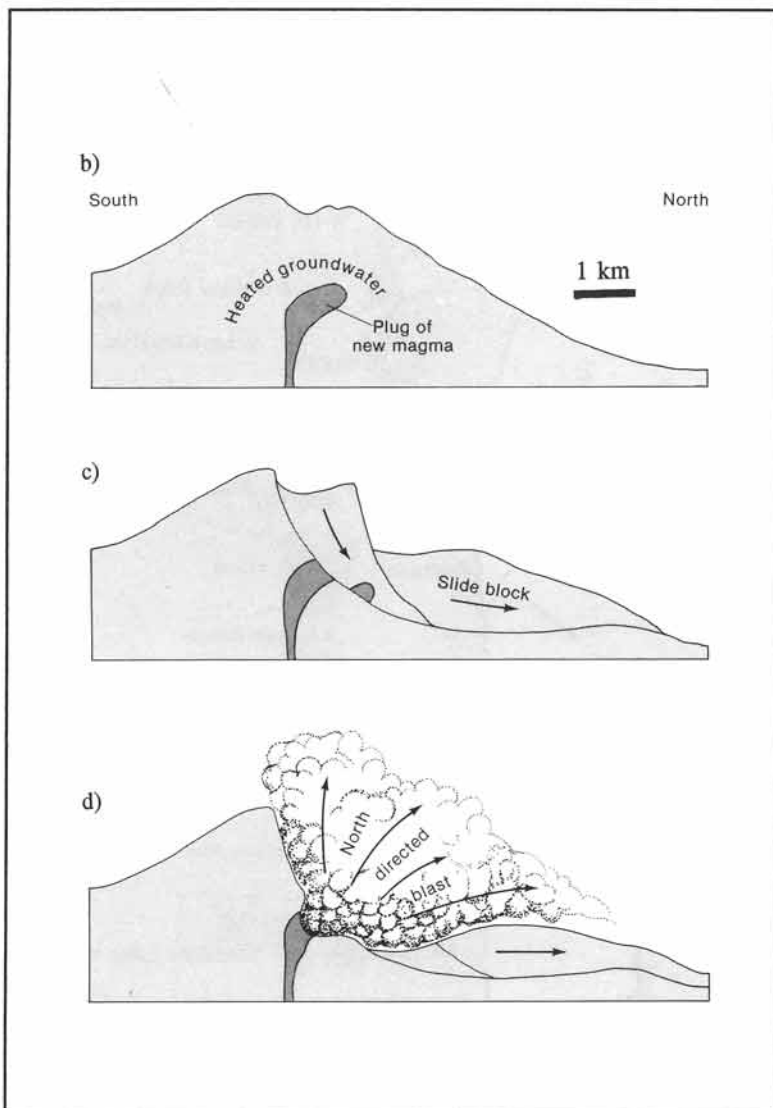 b)
South
North
Heated groundwater
1 km
Plug of
new magma
c)
Slide block
d)
North
directed
blast